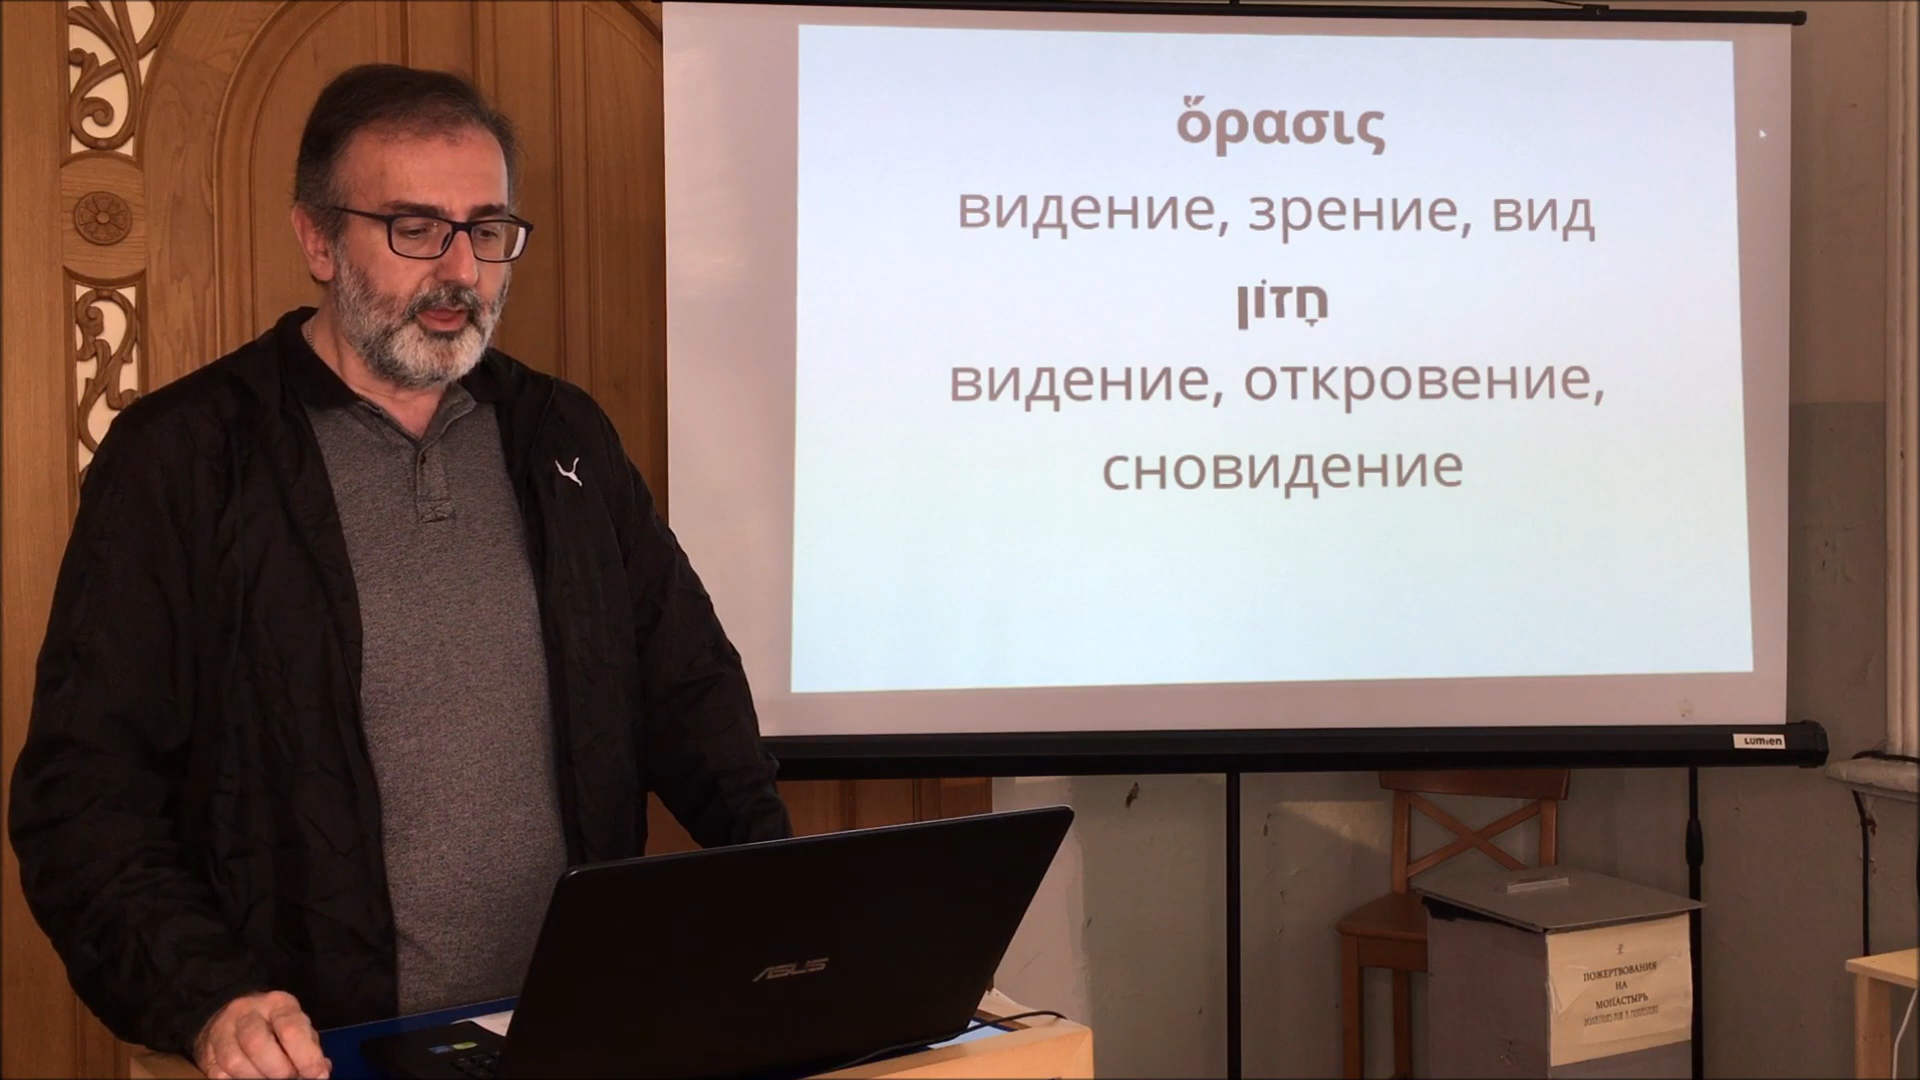 ὅρασις
видение, зрение, вид
חָזוֹן
видение, откровение,
сновидение
Lumien
ASUS
ПОЖЕРТВОВАНИЯ
НА
МОНАСТЫРЬ